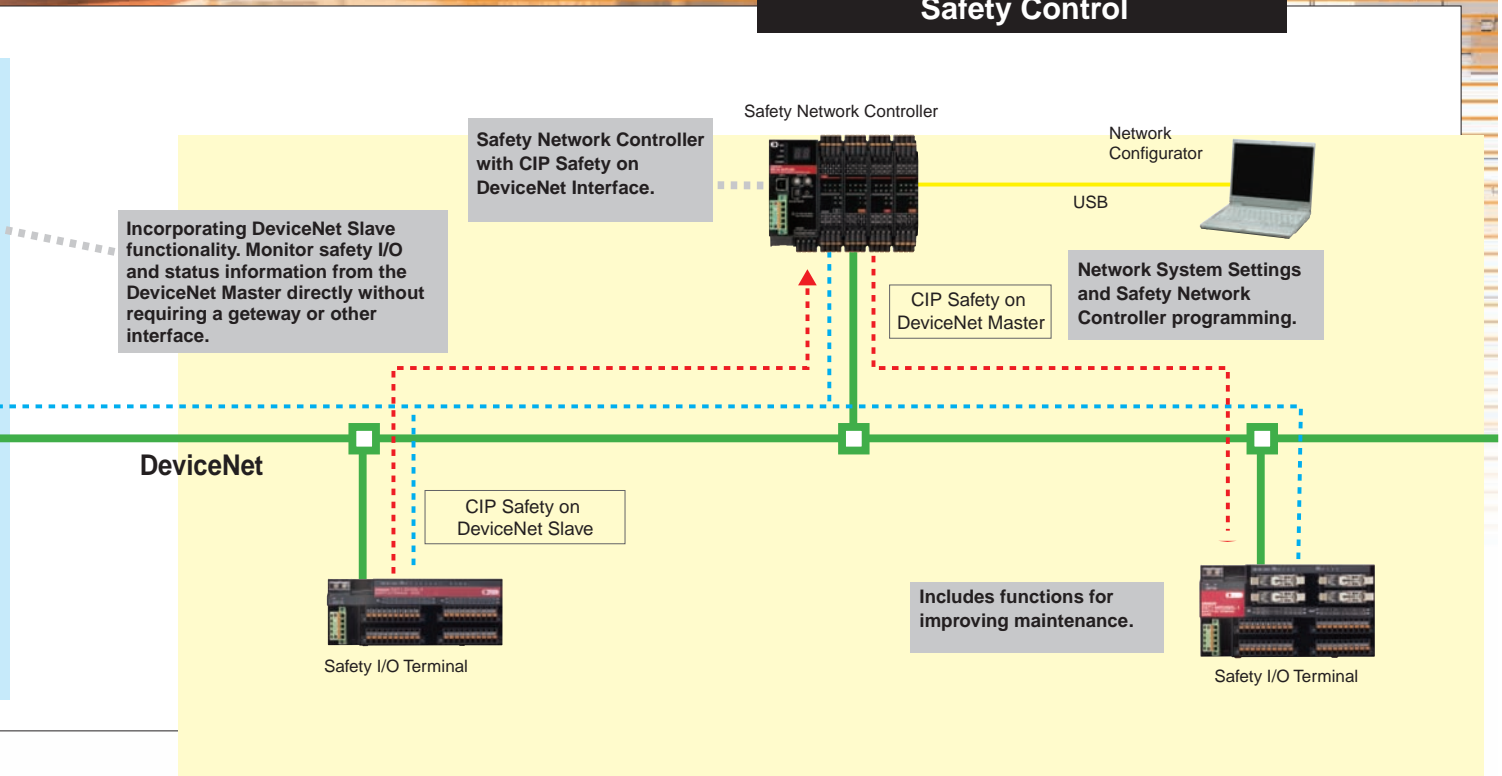 Safety Control
Safety Network Controller
Safety Network Controller
with CIP Safety on
DeviceNet Interface.
Network
Configurator
USB
Incorporating DeviceNet Slave
functionality. Monitor safety I/O
and status information from the
DeviceNet Master directly without
requiring a geteway or other
interface.
Network System Settings
and Safety Network
Controller programming.
CIP Safety on
DeviceNet Master
DeviceNet
CIP Safety on
DeviceNet Slave
Includes functions for
improving maintenance.
Safety I/O Terminal
Safety I/O Terminal